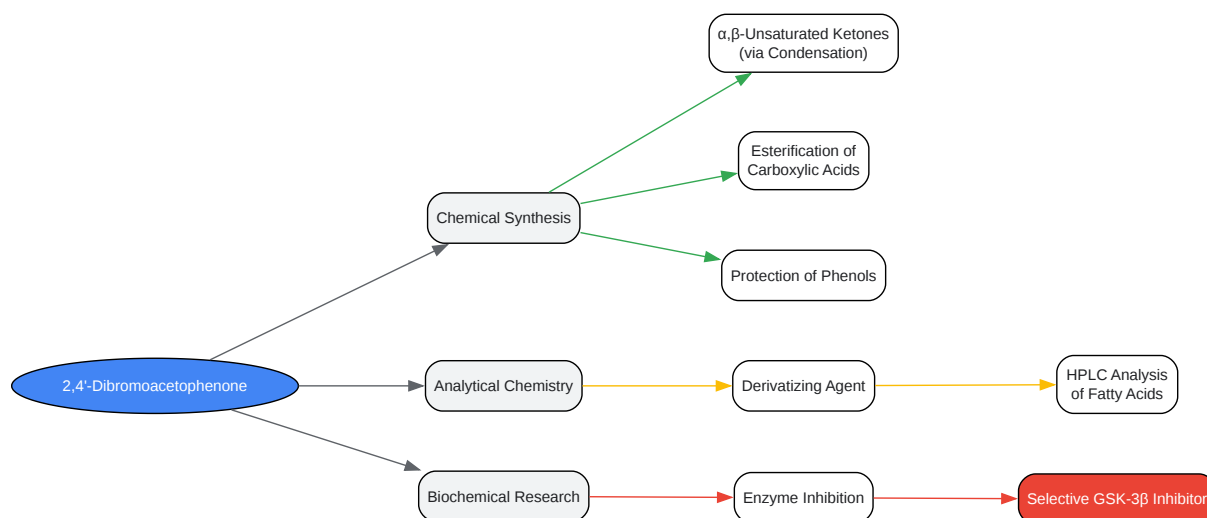 α,β-Unsaturated Ketones
(via Condensation)
Esterification of
Carboxylic Acids
Chemical Synthesis
Protection of Phenols
2,4'-Dibromoacetophenone
Analytical Chemistry
Derivatizing Agent
HPLC Analysis
of Fatty Acids
Biochemical Research
Enzyme Inhibition
Selective GSK-3β Inhibitor